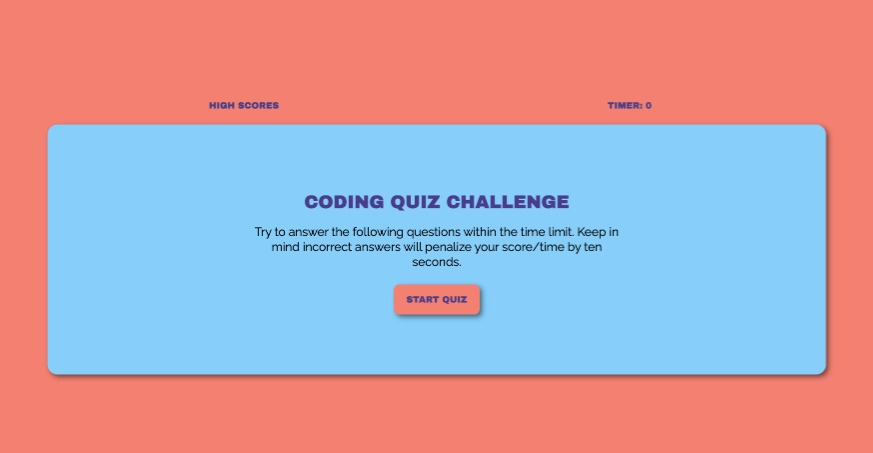 HIGH SCORES
TIMER: 0
CODING QUIZ CHALLENGE
Try to answer the following questions within the time limit. Keep in
mind incorrect answers will penalize your score/time by ten
seconds.
START QUIZ